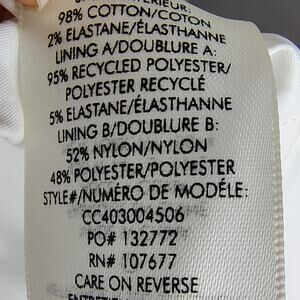 98% COTTON/COTON
2% ELASTANE/ÉLASTHANNE
LINING A/DOUBLURE A:
95% RECYCLED POLYESTER/
POLYESTER RECYCLÉ
5% ELASTANE/ÉLASTHANNE
LINING B/DOUBLURE B:
52% NYLON/NYLON
48% POLYESTER/POLYESTER
STYLE#/NUMÉRO DE MODÈLE:
CC403004506
PO# 132772
RN# 107677
CARE ON REVERSE